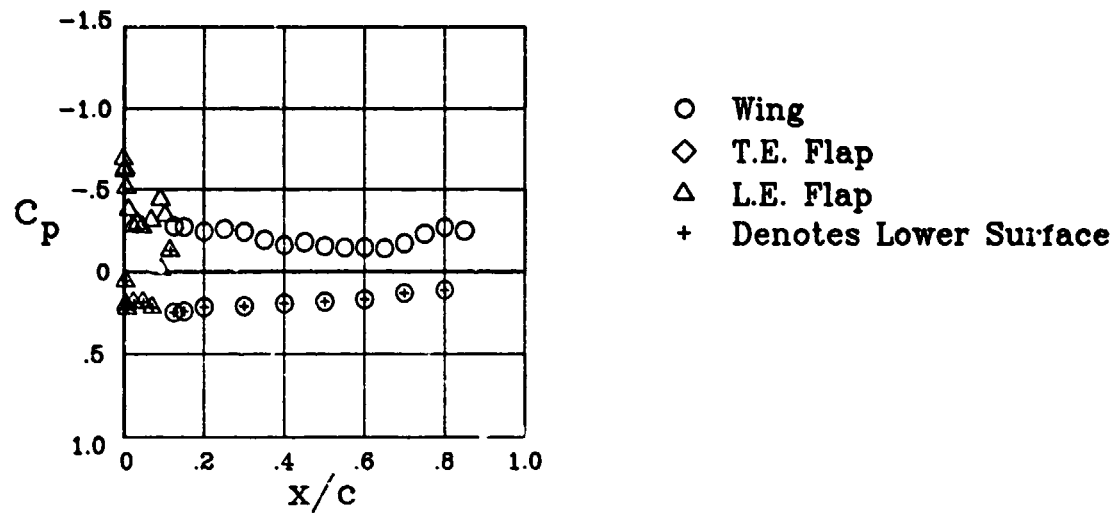 -1.5
-1.0
-.5
0
.5
1.0
Cp
0 .2 .4 .6 .8 1.0
x/c
Wing
T.E. Flap
L.E. Flap
+ Denotes Lower Surface